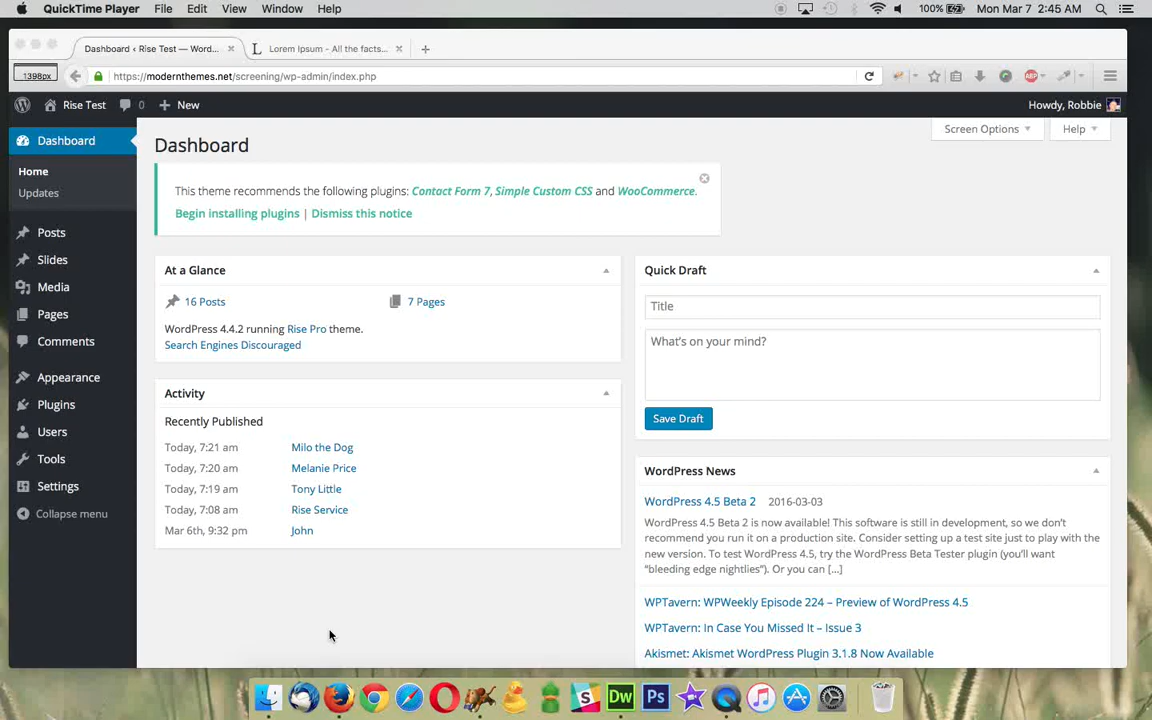 QuickTime Player File Edit View Window Help 100% Mon Mar 7 2:45 AM
Dashboard ‹ Rise Test — Word... Lorem Ipsum - All the facts...
1398px https://modernthemes.net/screening/wp-admin/index.php ABP
Rise Test 0 New Howdy, Robbie
Screen Options Help
Dashboard
Home
Updates
Posts
Slides
Media
Pages
Comments
Appearance
Plugins
Users
Tools
Settings
Collapse menu
Dashboard
This theme recommends the following plugins: Contact Form 7, Simple Custom CSS and WooCommerce.
Begin installing plugins | Dismiss this notice
At a Glance
16 Posts 7 Pages
WordPress 4.4.2 running Rise Pro theme.
Search Engines Discouraged
Activity
Recently Published
Today, 7:21 am Milo the Dog
Today, 7:20 am Melanie Price
Today, 7:19 am Tony Little
Today, 7:08 am Rise Service
Mar 6th, 9:32 pm John
Quick Draft
Title
What's on your mind?
Save Draft
WordPress News
WordPress 4.5 Beta 2 2016-03-03
WordPress 4.5 Beta 2 is now available! This software is still in development, so we don't
recommend you run it on a production site. Consider setting up a test site just to play with the
new version. To test WordPress 4.5, try the WordPress Beta Tester plugin (you'll want
“bleeding edge nightlies”). Or you can [...]
WPTavern: WPWeekly Episode 224 – Preview of WordPress 4.5
WPTavern: In Case You Missed It – Issue 3
Akismet: Akismet WordPress Plugin 3.1.8 Now Available
Dw Ps